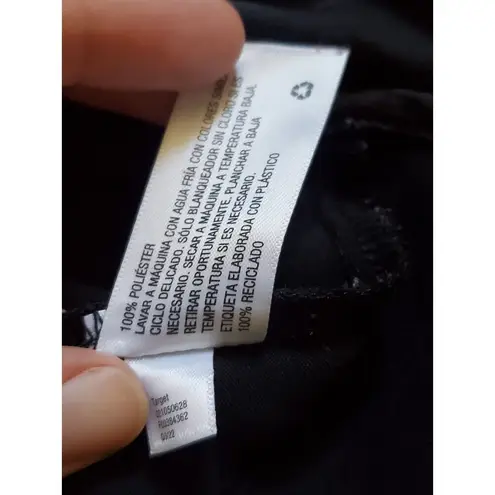 100% POLIÉSTER
LAVAR A MÁQUINA CON AGUA FRÍA CON COLORES
CICLO DELICADO. SÓLO BLANQUEADOR SIN CLORO SI ES
NECESARIO. SECAR A MÁQUINA A TEMPERATURA BAJA.
RETIRAR OPORTUNAMENTE. PLANCHAR A BAJA
TEMPERATURA SI ES NECESARIO.
ETIQUETA ELABORADA CON PLÁSTICO
100% RECICLADO
Target